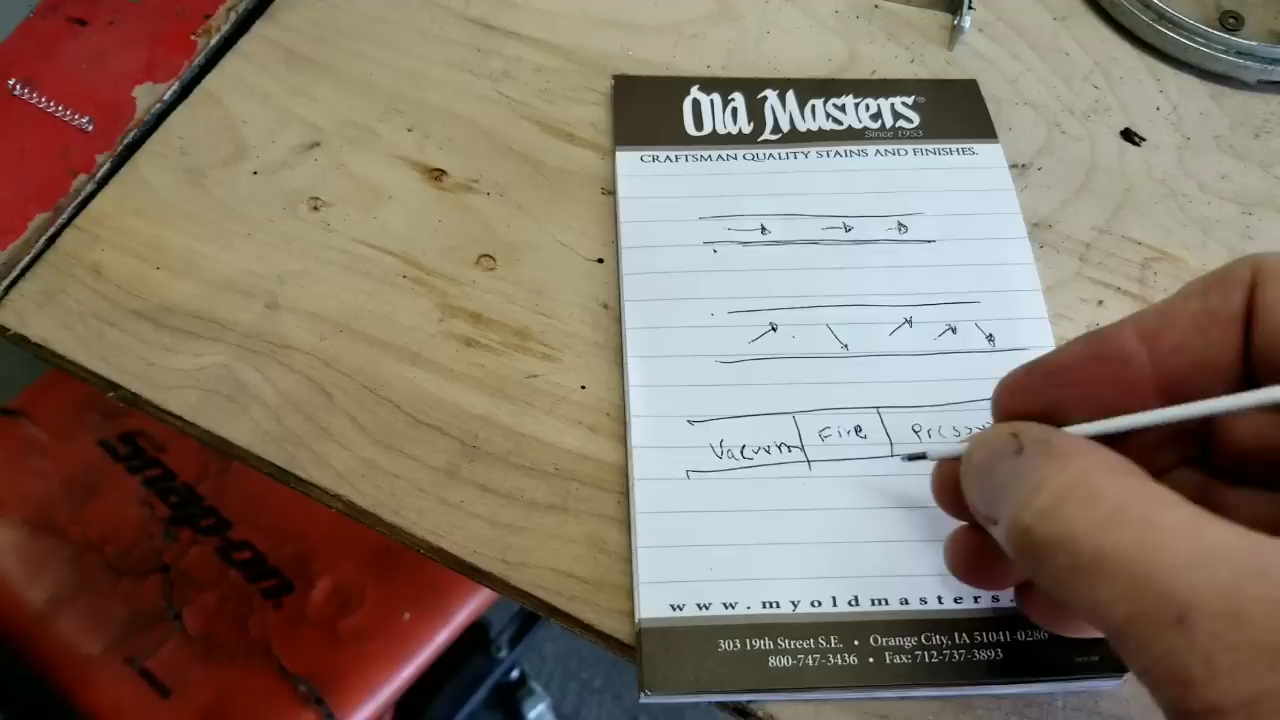 Old Masters®
Since 1953
CRAFTSMAN QUALITY STAINS AND FINISHES.
Vacuum Fire
www.myoldmasters.
303 19th Street S.E. • Orange City, IA 51041-0286
800-747-3436 • Fax: 712-737-3893
Snap-on